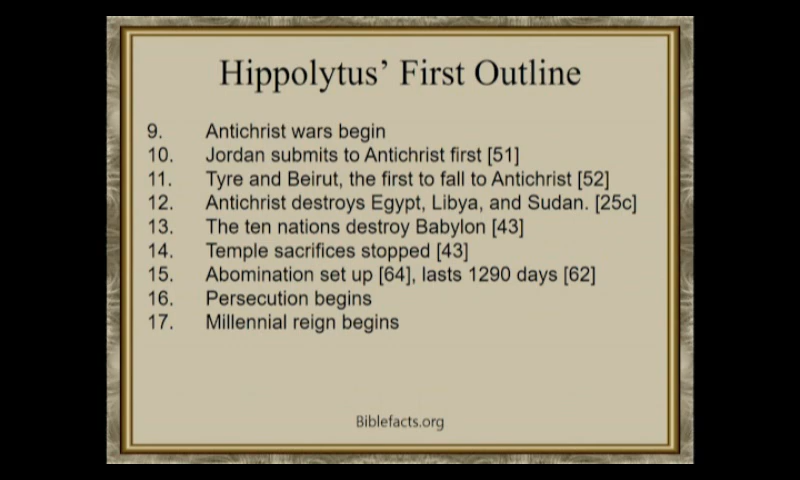 Hippolytus’ First Outline
9. Antichrist wars begin
10. Jordan submits to Antichrist first [51]
11. Tyre and Beirut, the first to fall to Antichrist [52]
12. Antichrist destroys Egypt, Libya, and Sudan. [25c]
13. The ten nations destroy Babylon [43]
14. Temple sacrifices stopped [43]
15. Abomination set up [64], lasts 1290 days [62]
16. Persecution begins
17. Millennial reign begins
Biblefacts.org